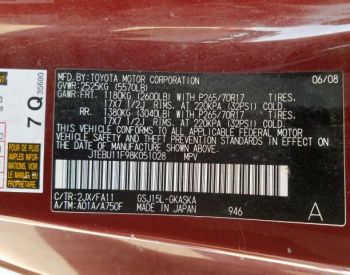 MFD. BY: TOYOTA MOTOR CORPORATION 06/08
GVWR: 2525KG (5570LB)
GAWR: FRT. 1180KG (2600LB) WITH P265/70R17 TIRES,
17X7 1/2J RIMS, AT 220KPA (32PSI) COLD
RR. 1380KG (3040LB) WITH P265/70R17 TIRES,
17X7 1/2J RIMS, AT 220KPA (32PSI) COLD
THIS VEHICLE CONFORMS TO ALL APPLICABLE
FEDERAL MOTOR VEHICLE SAFETY, BUMPER, AND
THEFT PREVENTION STANDARDS IN EFFECT ON THE
DATE OF MANUFACTURE SHOWN ABOVE.
JTEBU11F98K051028 MPV
C/TR: 2JX/FA11 GSJ15L-GKASKA
A/TM: A01A/A750F MADE IN JAPAN 946 A
7 Q 35680